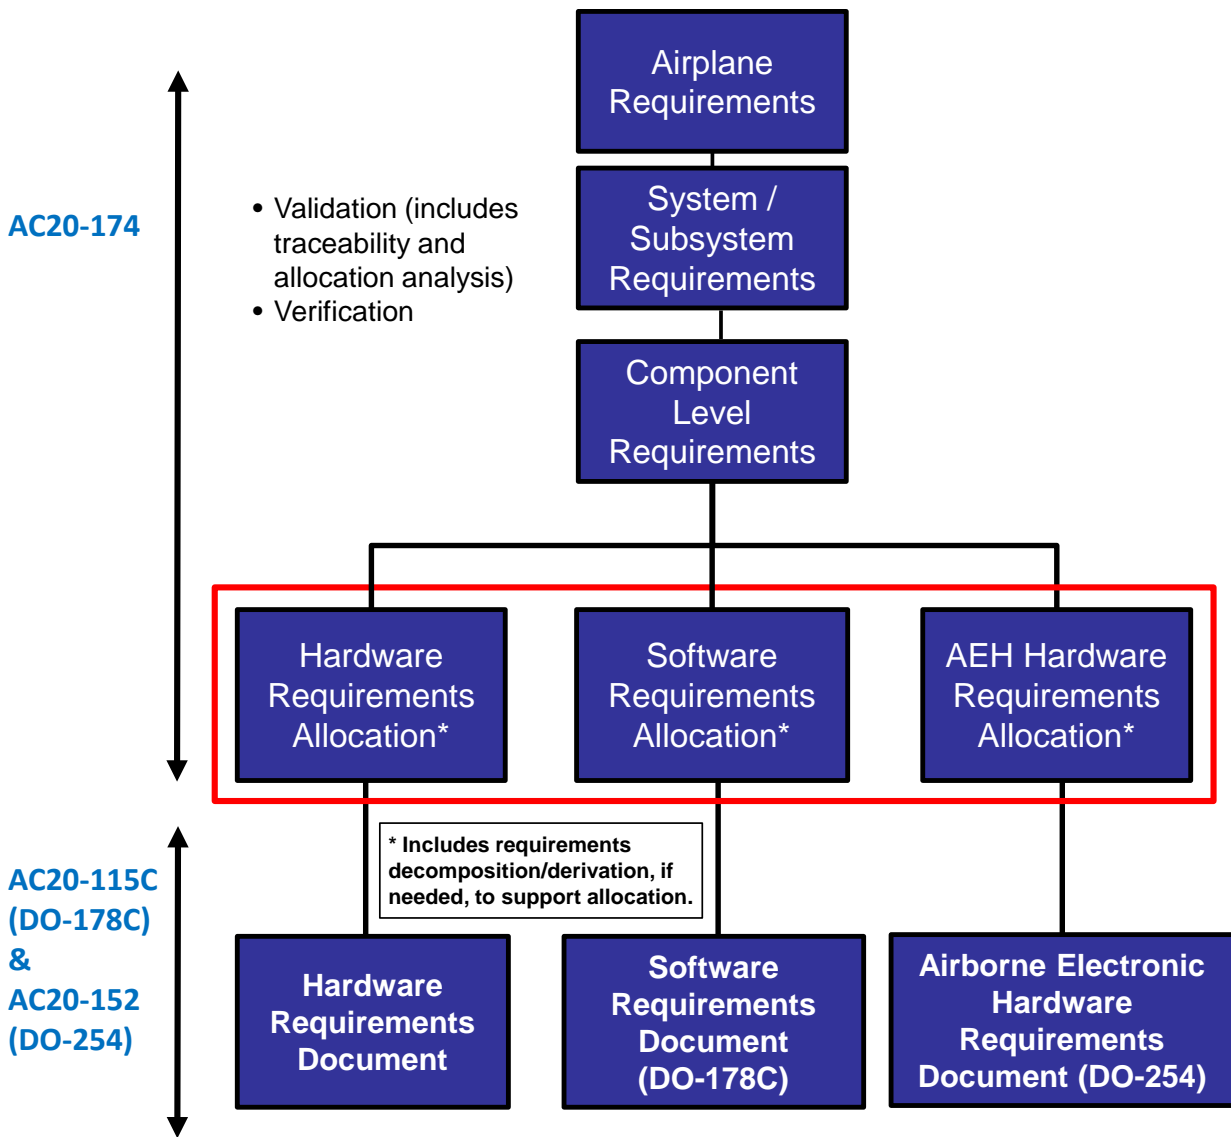 Airplane
Requirements
AC20-174
• Validation (includes
traceability and
allocation analysis)
• Verification
System /
Subsystem
Requirements
Component
Level
Requirements
Hardware
Requirements
Allocation*
Software
Requirements
Allocation*
AEH Hardware
Requirements
Allocation*
* Includes requirements
decomposition/derivation, if
needed, to support allocation.
AC20-115C
(DO-178C)
&
AC20-152
(DO-254)
Hardware
Requirements
Document
Software
Requirements
Document
(DO-178C)
Airborne Electronic
Hardware
Requirements
Document (DO-254)